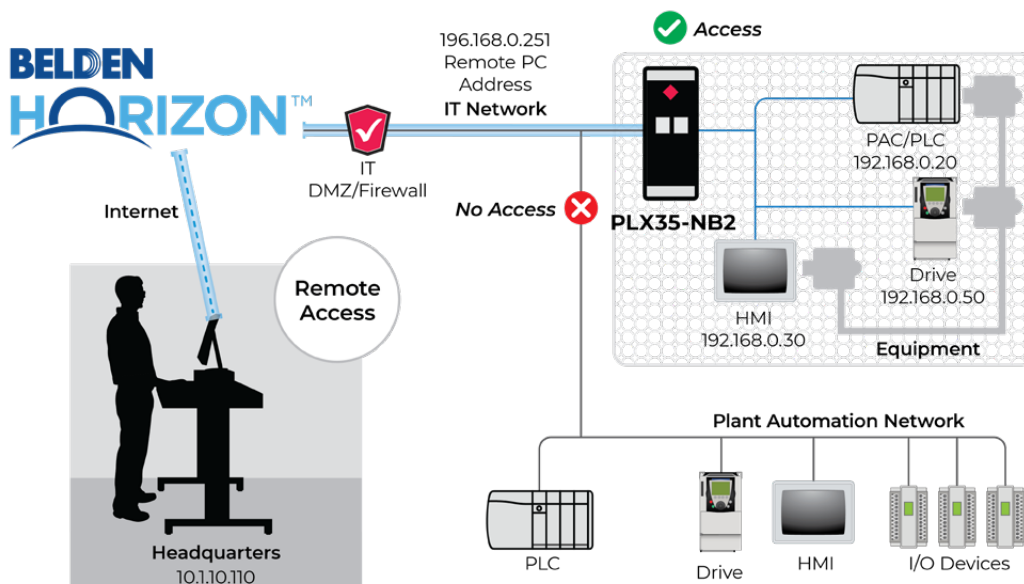 BELDEN
HORIZON™
Internet
IT
DMZ/Firewall
196.168.0.251
Remote PC
Address
IT Network
Access
No Access
PLX35-NB2
PAC/PLC
192.168.0.20
Drive
192.168.0.50
HMI
192.168.0.30
Equipment
Remote
Access
Headquarters
10.1.10.110
Plant Automation Network
PLC
Drive
HMI
I/O Devices